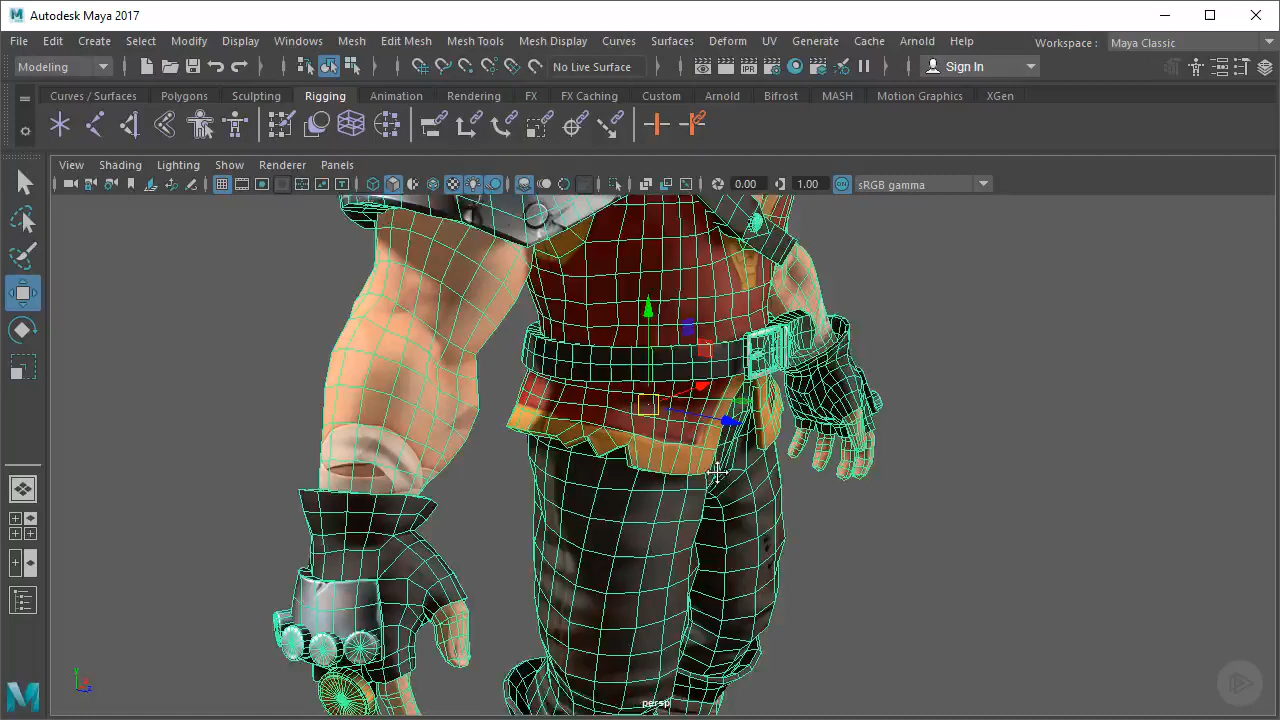 Autodesk Maya 2017
File Edit Create Select Modify Display Windows Mesh Edit Mesh Mesh Tools Mesh Display Curves Surfaces Deform UV Generate Cache Arnold Help Workspace : Maya Classic
Modeling No Live Surface IPR Sign In
Curves / Surfaces Polygons Sculpting Rigging Animation Rendering FX FX Caching Custom Arnold Bifrost MASH Motion Graphics XGen
View Shading Lighting Show Renderer Panels
0.00 1.00 ON sRGB gamma
y
z
persp
M